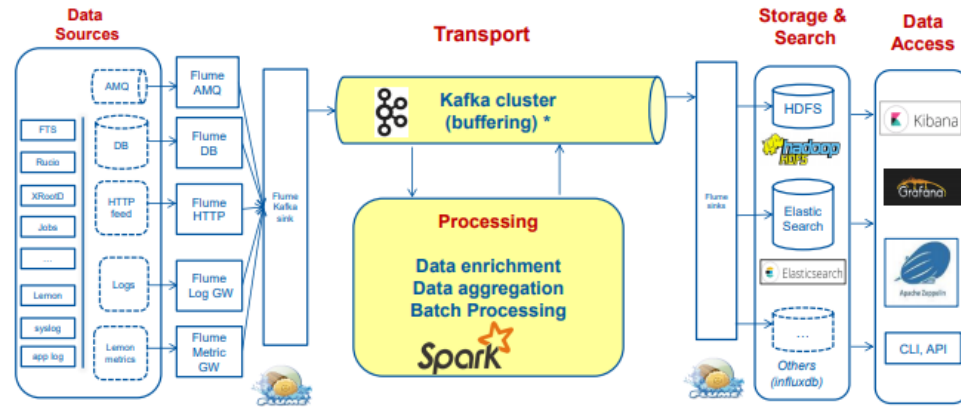 Data
Sources
Transport
Storage &
Search
Data
Access
FTS
Rucio
XRootD
Jobs
...
Lemon
syslog
app log
AMQ
DB
HTTP
feed
Logs
Lemon
metrics
Flume
AMQ
Flume
DB
Flume
HTTP
Flume
Log GW
Flume
Metric
GW
Flume
Kafka
sink
FLUME
Kafka cluster
(buffering) *
Processing
Data enrichment
Data aggregation
Batch Processing
Spark
Flume
sinks
FLUME
HDFS
hadoop
HDFS
Elastic
Search
Elasticsearch
...
Others
(influxdb)
Kibana
Grafana
Apache Zeppelin
CLI, API